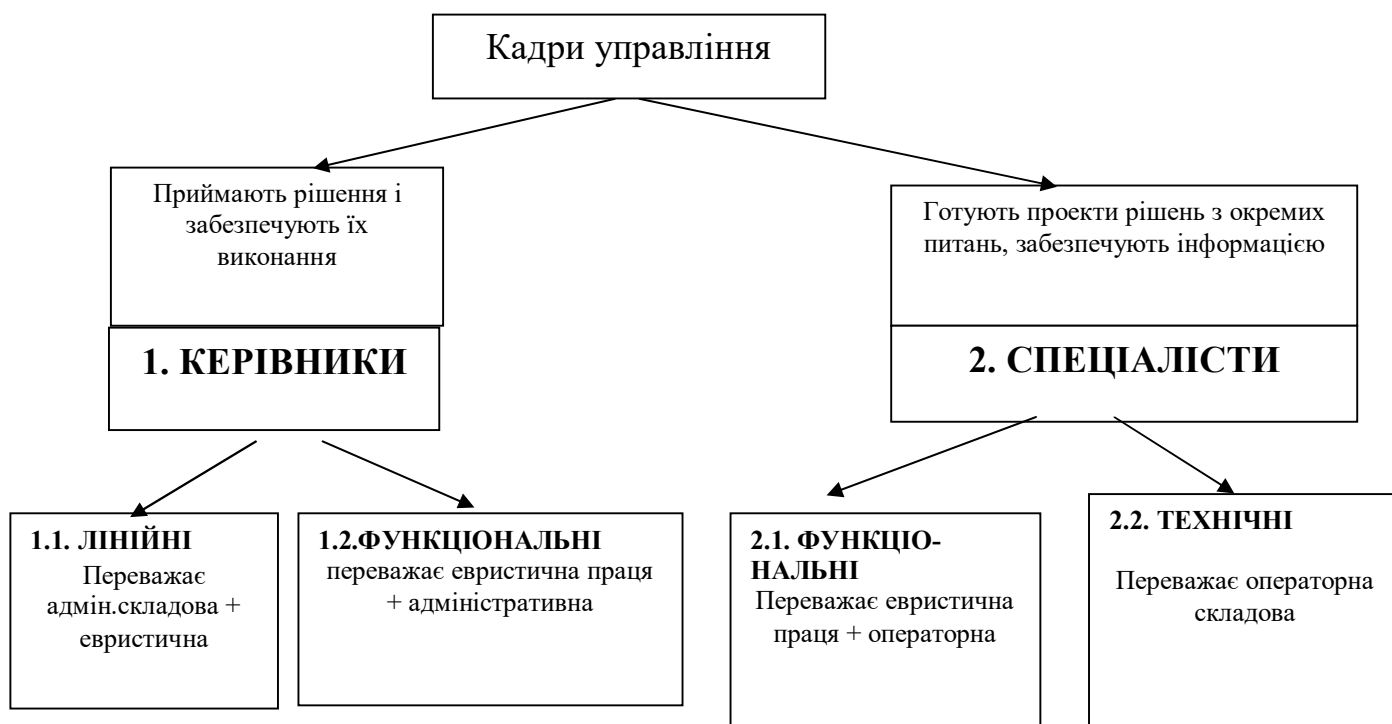 Кадри управління
Приймають рішення і
забезпечують їх
виконання
Готують проекти рішень з окремих
питань, забезпечують інформацією
1. КЕРІВНИКИ
2. СПЕЦІАЛІСТИ
1.1. ЛІНІЙНІ
Переважає
адмін.складова +
евристична
1.2.ФУНКЦІОНАЛЬНІ
переважає евристична праця
+ адміністративна
2.1. ФУНКЦІО-
НАЛЬНІ
Переважає евристична
праця + операторна
2.2. ТЕХНІЧНІ
Переважає операторна
складова